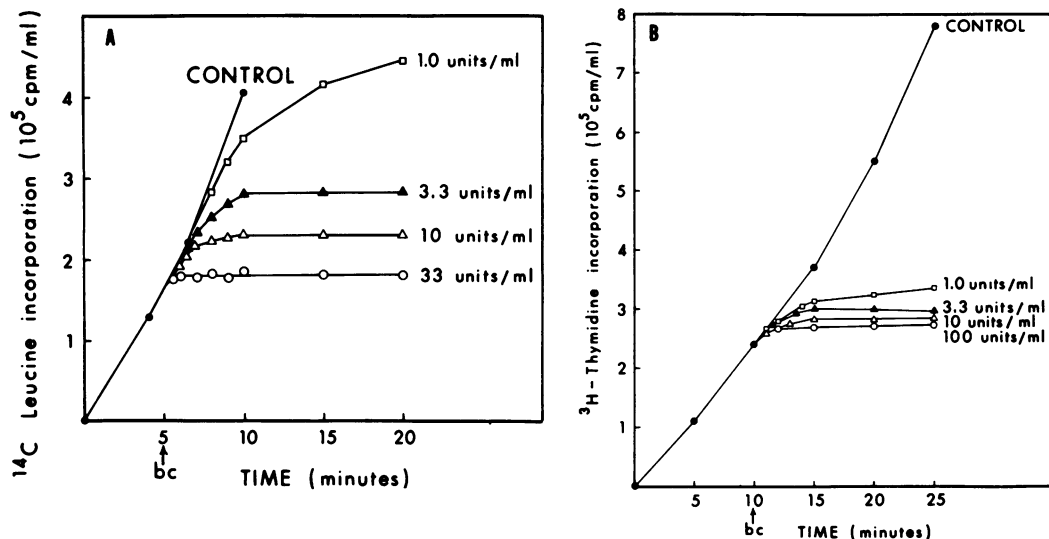 A
CONTROL
1.0 units/ml
3.3 units/ml
10 units/ml
33 units/ml
4
3
2
1
5
10
15
20
bc
TIME (minutes)
14C Leucine incorporation (10^5 cpm/ml)
B
CONTROL
1.0 units/ml
3.3 units/ml
10 units/ml
100 units/ml
8
7
6
5
4
3
2
1
5
10
15
20
25
bc
TIME (minutes)
3H-Thymidine incorporation (10^5 cpm/ml)